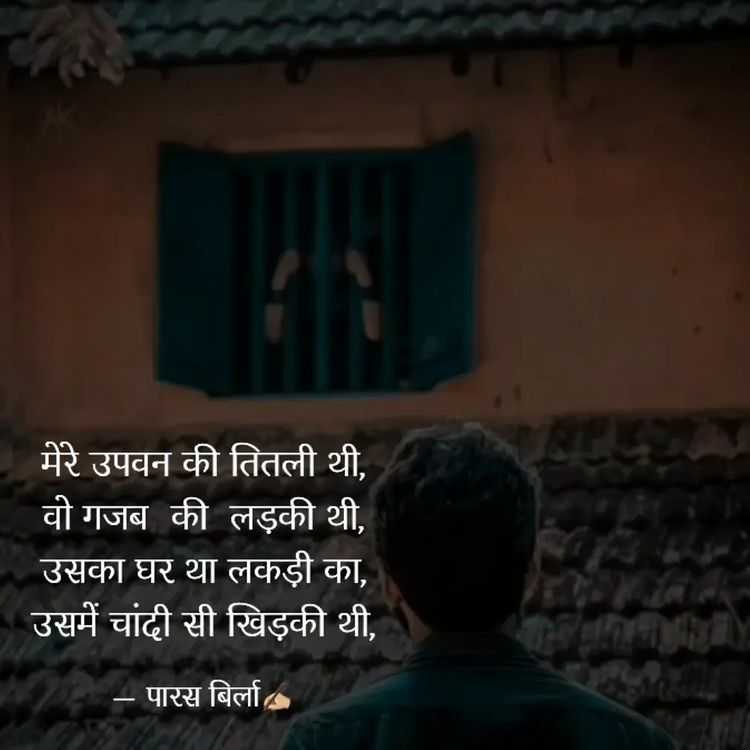 मेरे उपवन की तितली थी,
वो गजब की लड़की थी,
उसका घर था लकड़ी का,
उसमें चांदी सी खिड़की थी,
— पारस बिर्ला✍🏻